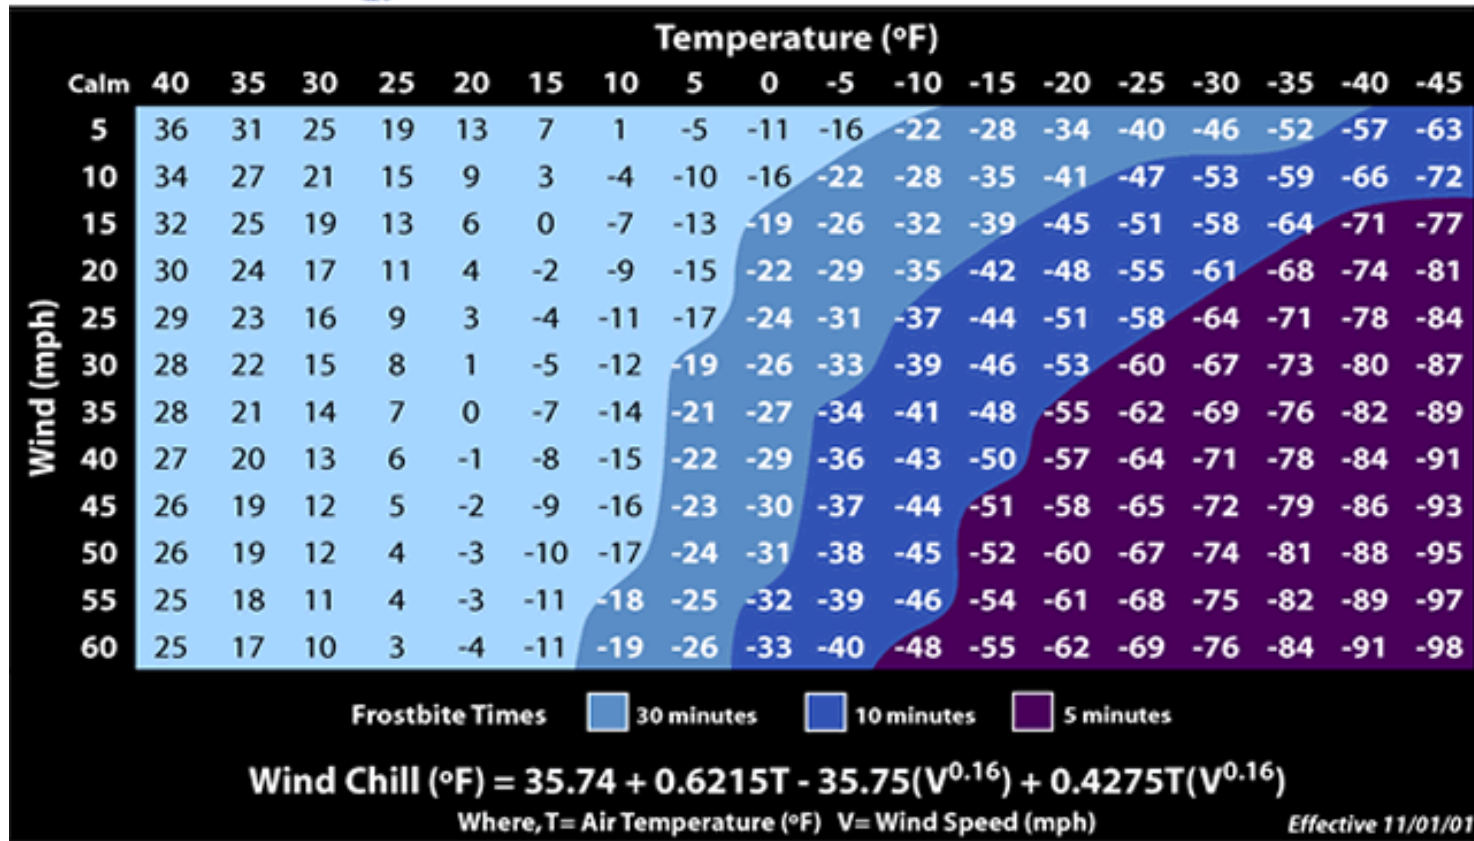 Temperature (ºF)
Calm 40 35 30 25 20 15 10 5 0 -5 -10 -15 -20 -25 -30 -35 -40 -45
5 36 31 25 19 13 7 1 -5 -11 -16 -22 -28 -34 -40 -46 -52 -57 -63
10 34 27 21 15 9 3 -4 -10 -16 -22 -28 -35 -41 -47 -53 -59 -66 -72
15 32 25 19 13 6 0 -7 -13 -19 -26 -32 -39 -45 -51 -58 -64 -71 -77
20 30 24 17 11 4 -2 -9 -15 -22 -29 -35 -42 -48 -55 -61 -68 -74 -81
25 29 23 16 9 3 -4 -11 -17 -24 -31 -37 -44 -51 -58 -64 -71 -78 -84
30 28 22 15 8 1 -5 -12 -19 -26 -33 -39 -46 -53 -60 -67 -73 -80 -87
35 28 21 14 7 0 -7 -14 -21 -27 -34 -41 -48 -55 -62 -69 -76 -82 -89
40 27 20 13 6 -1 -8 -15 -22 -29 -36 -43 -50 -57 -64 -71 -78 -84 -91
45 26 19 12 5 -2 -9 -16 -23 -30 -37 -44 -51 -58 -65 -72 -79 -86 -93
50 26 19 12 4 -3 -10 -17 -24 -31 -38 -45 -52 -60 -67 -74 -81 -88 -95
55 25 18 11 4 -3 -11 -18 -25 -32 -39 -46 -54 -61 -68 -75 -82 -89 -97
60 25 17 10 3 -4 -11 -19 -26 -33 -40 -48 -55 -62 -69 -76 -84 -91 -98
Wind (mph)
Frostbite Times 30 minutes 10 minutes 5 minutes
Wind Chill (ºF) = 35.74 + 0.6215T - 35.75(V^0.16) + 0.4275T(V^0.16)
Where, T= Air Temperature (ºF) V= Wind Speed (mph)
Effective 11/01/01